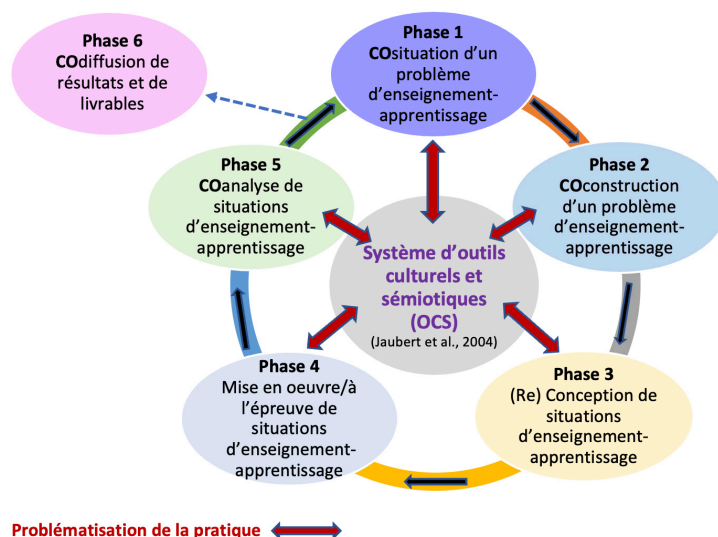 Phase 1
COsituation d'un
problème
d'enseignement-
apprentissage
Phase 2
COconstruction
d'un problème
d'enseignement-
apprentissage
Phase 3
(Re) Conception de
situations
d'enseignement-
apprentissage
Phase 4
Mise en oeuvre/à
l'épreuve de
situations
d'enseignement-
apprentissage
Phase 5
COanalyse de
situations
d'enseignement-
apprentissage
Phase 6
COdiffusion de
résultats et de
livrables
Système d'outils
culturels et
sémiotiques
(OCS)
(Jaubert et al., 2004)
Problématisation de la pratique